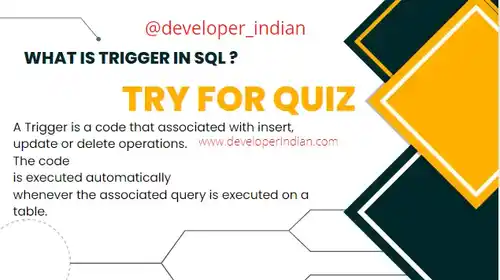 @developer_indian
WHAT IS TRIGGER IN SQL ?
TRY FOR QUIZ
A Trigger is a code that associated with insert,
update or delete operations.
www.developerindian.com
The code
is executed automatically
whenever the associated query is executed on a
table.